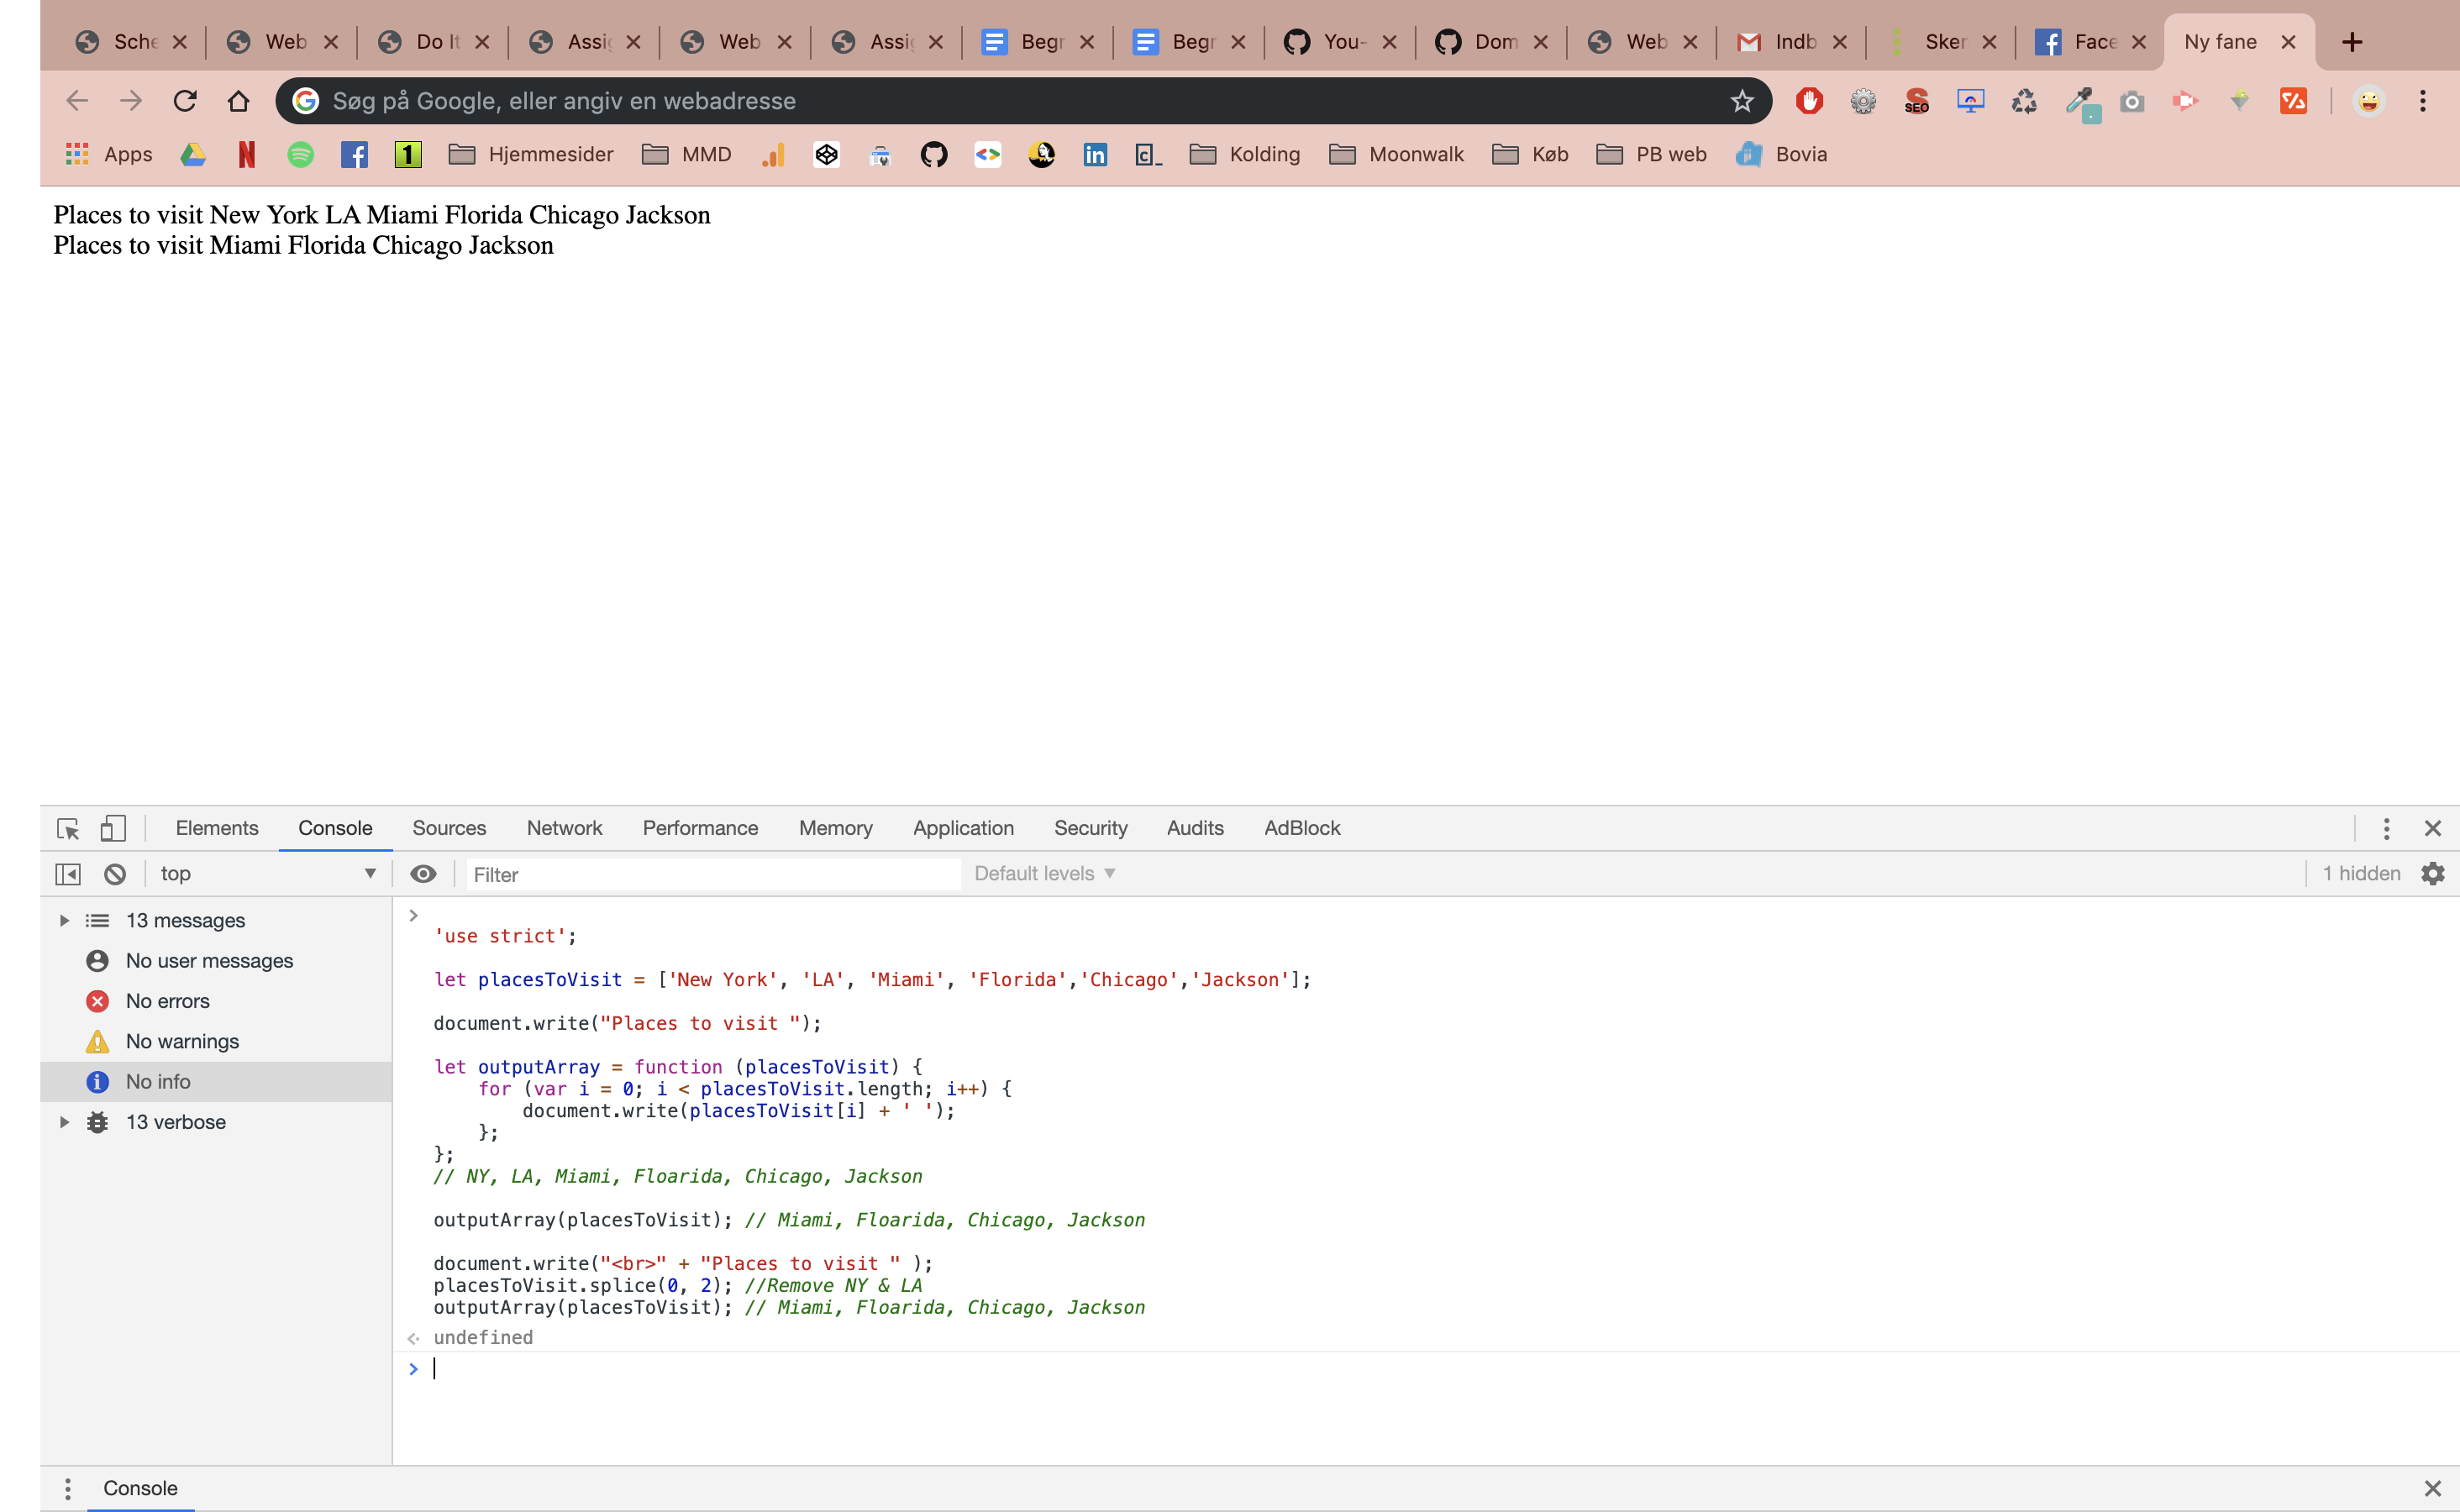 Sche Web Do It Assig Web Assig Begr Begr You- Dom Web Indb Sker Face Ny fane
Søg på Google, eller angiv en webadresse
SEO
Apps 1 Hjemmesider MMD Kolding Moonwalk Køb PB web Bovia
Places to visit New York LA Miami Florida Chicago Jackson
Places to visit Miami Florida Chicago Jackson
Elements Console Sources Network Performance Memory Application Security Audits AdBlock
top Filter Default levels 1 hidden
13 messages
No user messages
No errors
No warnings
No info
13 verbose
'use strict';
let placesToVisit = ['New York', 'LA', 'Miami', 'Florida','Chicago','Jackson'];
document.write("Places to visit ");
let outputArray = function (placesToVisit) {
for (var i = 0; i < placesToVisit.length; i++) {
document.write(placesToVisit[i] + ' ');
};
};
// NY, LA, Miami, Floarida, Chicago, Jackson
outputArray(placesToVisit); // Miami, Floarida, Chicago, Jackson
document.write("<br>" + "Places to visit " );
placesToVisit.splice(0, 2); //Remove NY & LA
outputArray(placesToVisit); // Miami, Floarida, Chicago, Jackson
undefined
Console